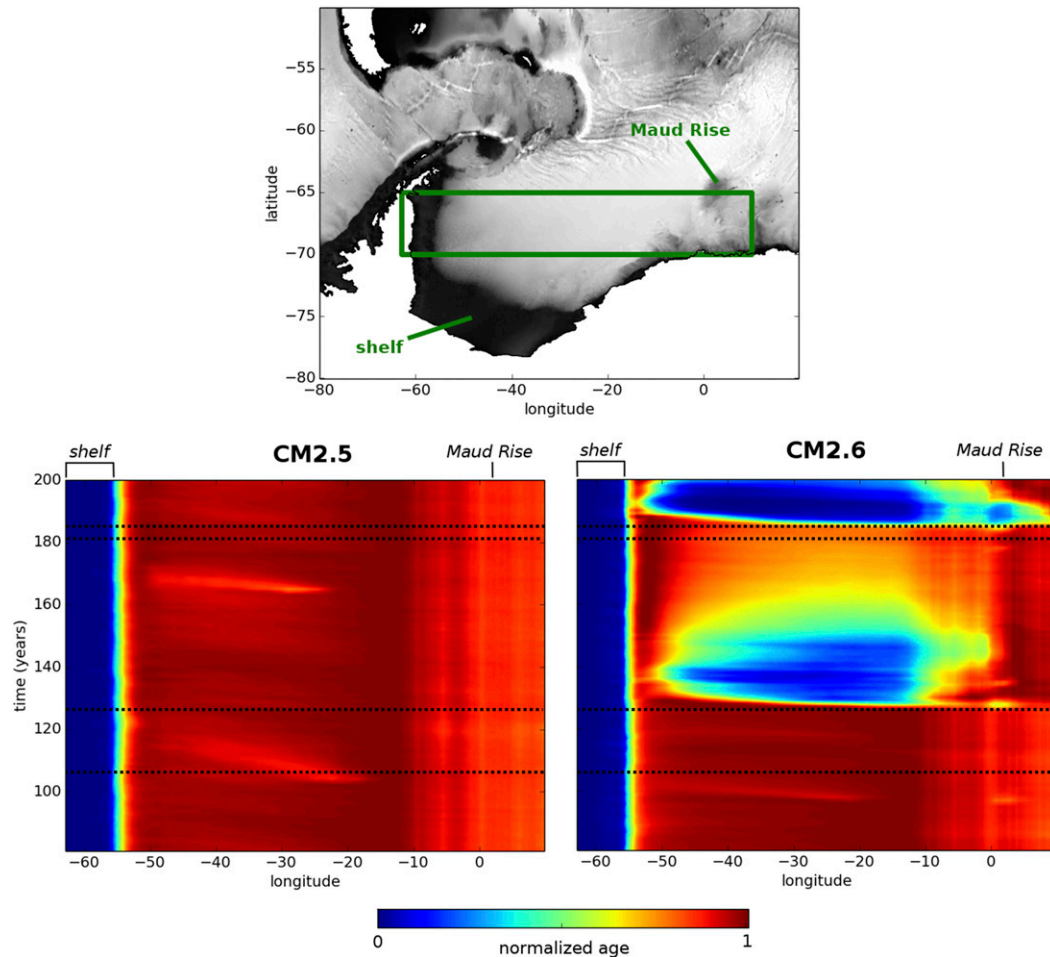 −55
−60
−65
−70
−75
−80
latitude
Maud Rise
shelf
−80 −60 −40 −20 0
longitude
shelf CM2.5 Maud Rise
shelf CM2.6 Maud Rise
200
180
160
140
120
100
time (years)
−60 −50 −40 −30 −20 −10 0
longitude
−60 −50 −40 −30 −20 −10 0
longitude
0 1
normalized age